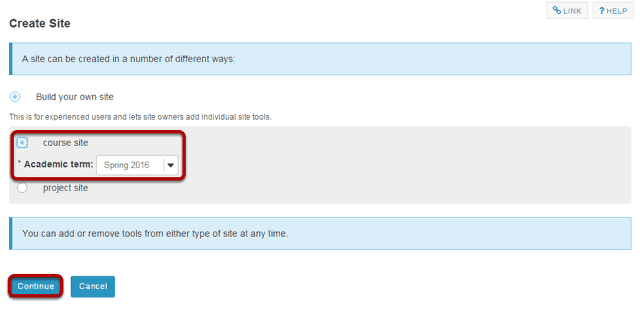 LINK
? HELP
Create Site
A site can be created in a number of different ways:
Build your own site
This is for experienced users and lets site owners add individual site tools.
course site
* Academic term: Spring 2016
project site
You can add or remove tools from either type of site at any time.
Continue
Cancel